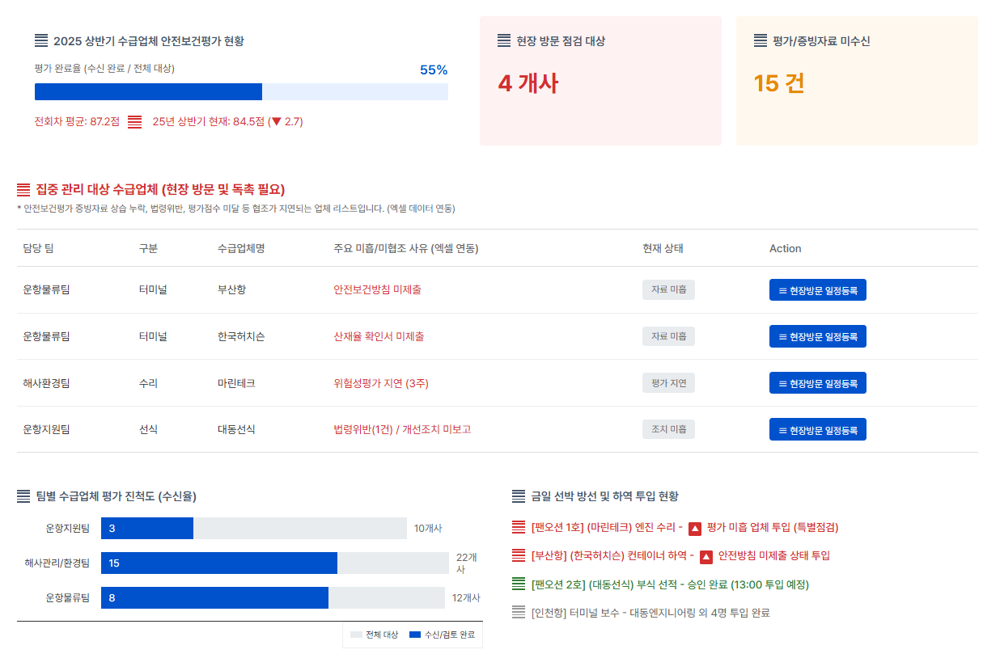 2025 상반기 수급업체 안전보건평가 현황
평가 완료율 (수신 완료 / 전체 대상)
55%
전회차 평균: 87.2점 25년 상반기 현재: 84.5점 (▼ 2.7)
현장 방문 점검 대상
4 개사
평가/증빙자료 미수신
15 건
집중 관리 대상 수급업체 (현장 방문 및 독촉 필요)
* 안전보건평가 증빙자료 상습 누락, 법령위반, 평가점수 미달 등 협조가 지연되는 업체 리스트입니다. (엑셀 데이터 연동)
담당 팀 구분 수급업체명 주요 미흡/미협조 사유 (엑셀 연동) 현재 상태 Action
운항물류팀 터미널 부산항 안전보건방침 미제출 자료 미흡 현장방문 일정등록
운항물류팀 터미널 한국허치슨 산재율 확인서 미제출 자료 미흡 현장방문 일정등록
해사환경팀 수리 마린테크 위험성평가 지연 (3주) 평가 지연 현장방문 일정등록
운항지원팀 선식 대동선식 법령위반(1건) / 개선조치 미보고 조치 미흡 현장방문 일정등록
팀별 수급업체 평가 진척도 (수신율)
운항지원팀 3 10개사
해사관리/환경팀 15 22개
사
운항물류팀 8 12개사
전체 대상 수신/검토 완료
금일 선박 방선 및 하역 투입 현황
[팬오션 1호] (마린테크) 엔진 수리 - 평가 미흡 업체 투입 (특별점검)
[부산항] (한국허치슨) 컨테이너 하역 - 안전방침 미제출 상태 투입
[팬오션 2호] (대동선식) 부식 선적 - 승인 완료 (13:00 투입 예정)
[인천항] 터미널 보수 - 대동엔지니어링 외 4명 투입 완료